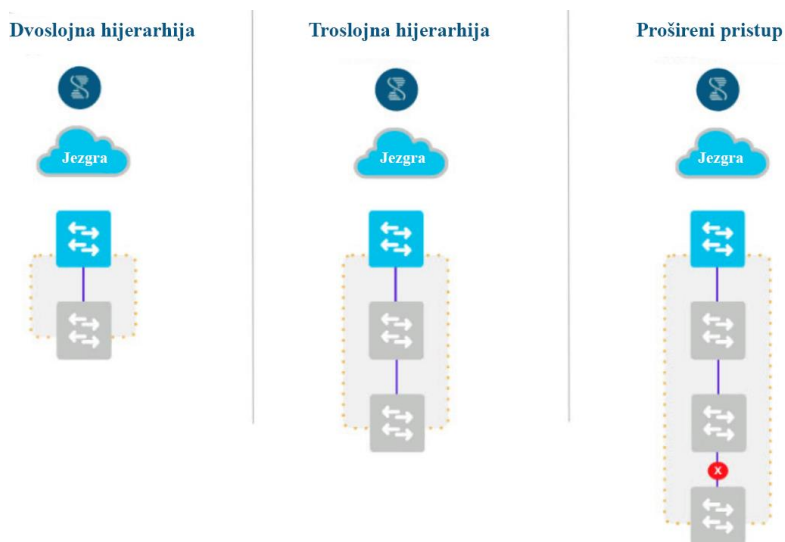 Dvoslojna hijerarhija
Troslojna hijerarhija
Prošireni pristup
Jezgra
Jezgra
Jezgra
X